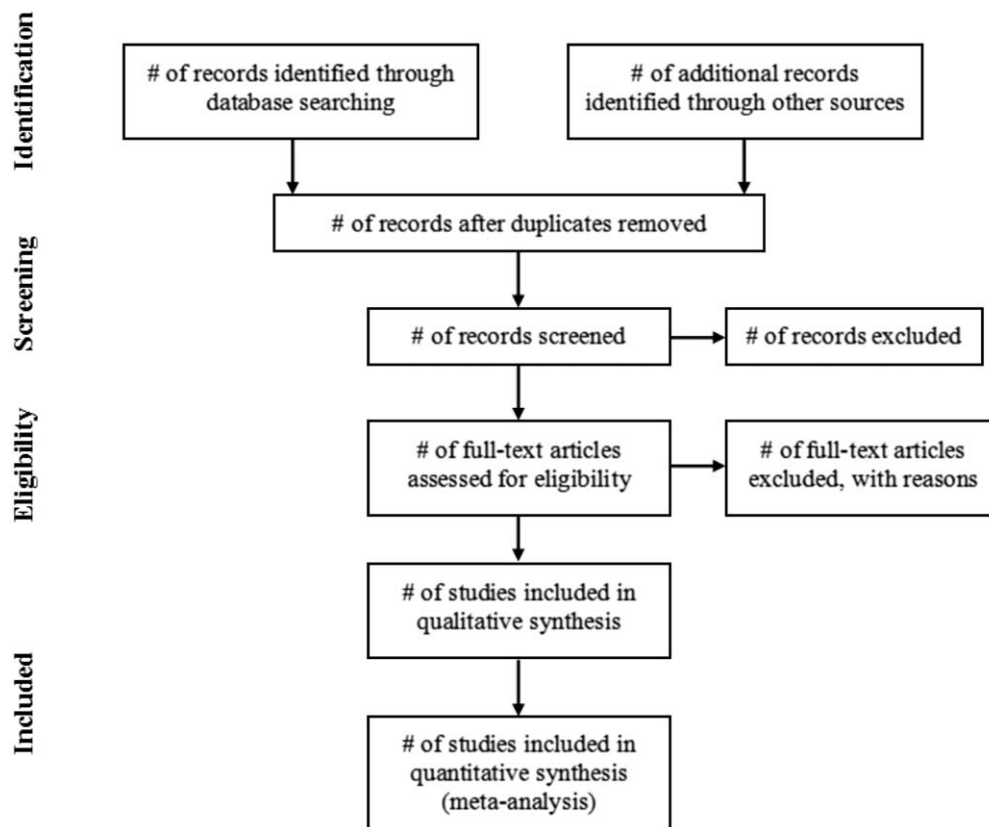 Identification
# of records identified through
database searching
# of additional records
identified through other sources
# of records after duplicates removed
Screening
# of records screened
# of records excluded
Eligibility
# of full-text articles
assessed for eligibility
# of full-text articles
excluded, with reasons
Included
# of studies included in
qualitative synthesis
# of studies included in
quantitative synthesis
(meta-analysis)